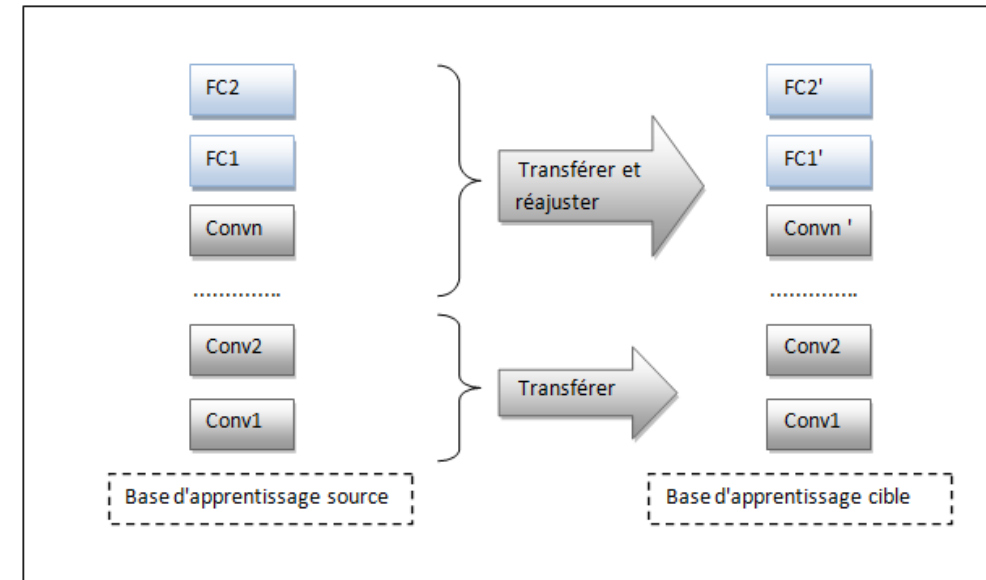 FC2
FC1
Convn
..............
Conv2
Conv1
Base d'apprentissage source
Transférer et
réajuster
Transférer
FC2'
FC1'
Convn '
..............
Conv2
Conv1
Base d'apprentissage cible